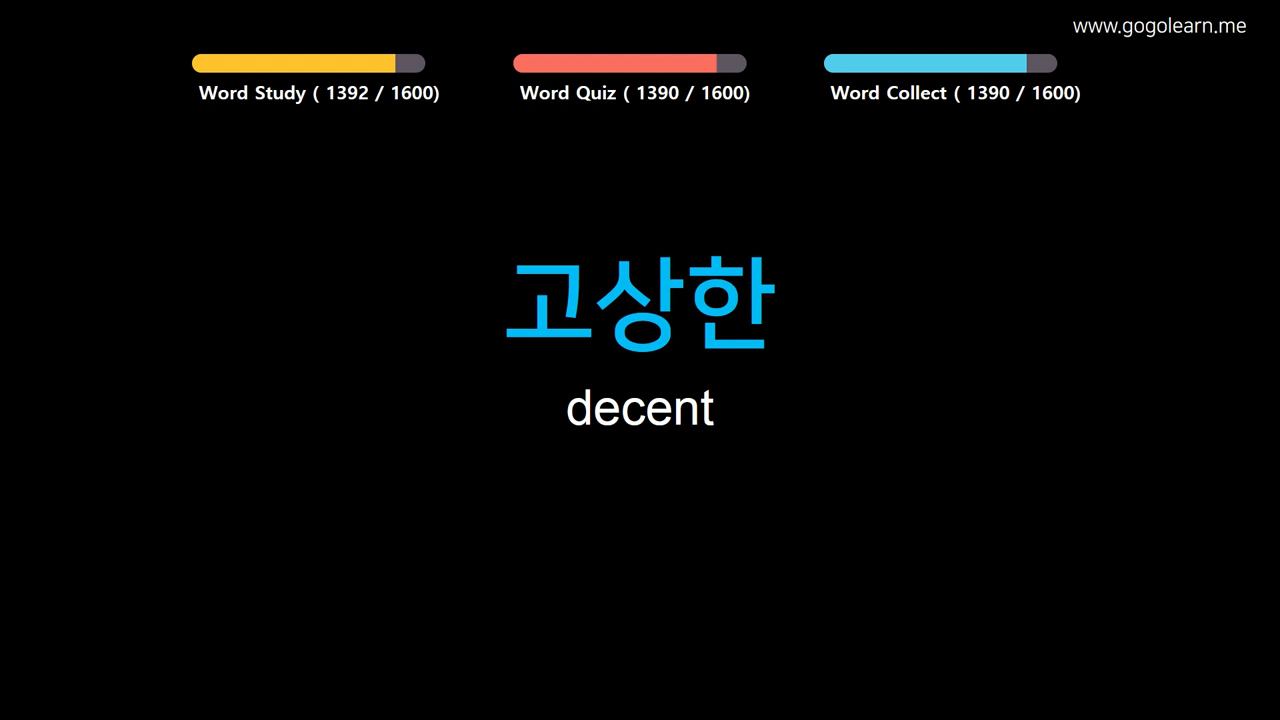 www.gogolearn.me
Word Study ( 1392 / 1600)
Word Quiz ( 1390 / 1600)
Word Collect ( 1390 / 1600)
고상한
decent